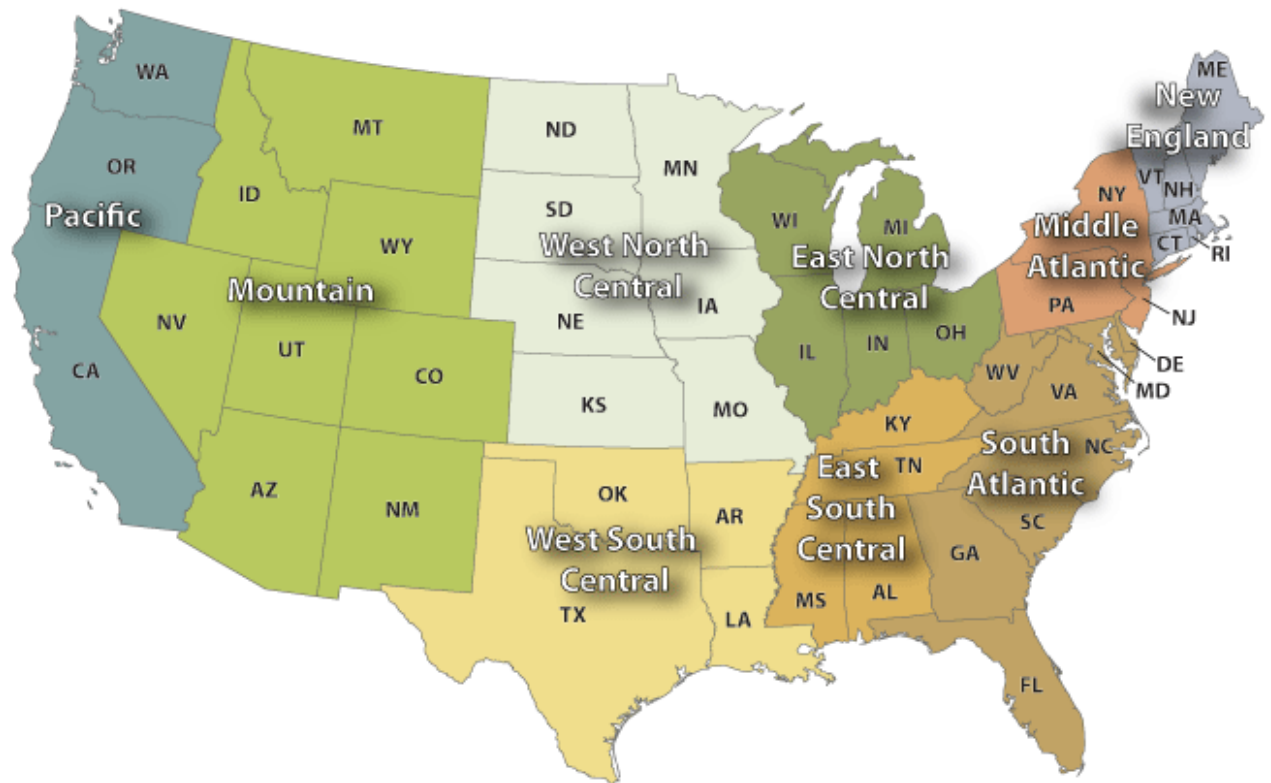 WA
OR
CA
Pacific
MT
ID
WY
NV
UT
CO
AZ
NM
Mountain
ND
SD
MN
NE
IA
KS
MO
West North
Central
WI
MI
IL
IN
OH
East North
Central
ME
VT
NH
MA
CT
RI
New
England
NY
PA
NJ
Middle
Atlantic
OK
AR
TX
LA
West South
Central
KY
TN
MS
AL
East
South
Central
DE
MD
WV
VA
NC
SC
GA
FL
South
Atlantic